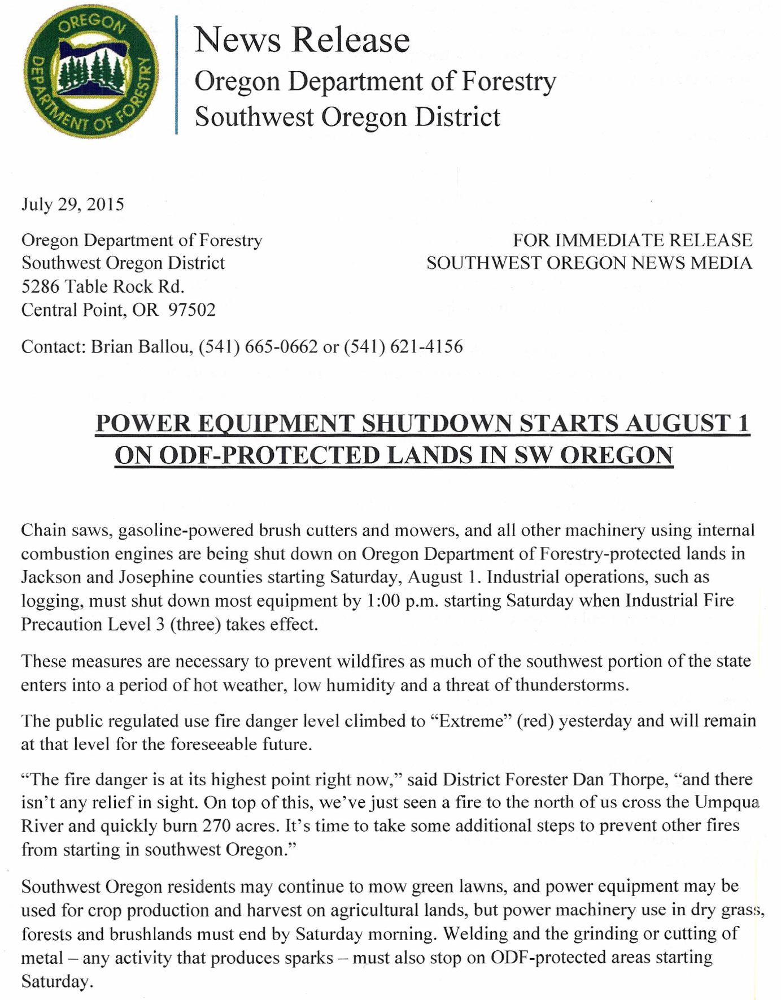 OREGON
DEPARTMENT OF FORESTRY
News Release
Oregon Department of Forestry
Southwest Oregon District
July 29, 2015
Oregon Department of Forestry
Southwest Oregon District
5286 Table Rock Rd.
Central Point, OR  97502
FOR IMMEDIATE RELEASE
SOUTHWEST OREGON NEWS MEDIA
Contact: Brian Ballou, (541) 665-0662 or (541) 621-4156
POWER EQUIPMENT SHUTDOWN STARTS AUGUST 1
ON ODF-PROTECTED LANDS IN SW OREGON
Chain saws, gasoline-powered brush cutters and mowers, and all other machinery using internal
combustion engines are being shut down on Oregon Department of Forestry-protected lands in
Jackson and Josephine counties starting Saturday, August 1. Industrial operations, such as
logging, must shut down most equipment by 1:00 p.m. starting Saturday when Industrial Fire
Precaution Level 3 (three) takes effect.
These measures are necessary to prevent wildfires as much of the southwest portion of the state
enters into a period of hot weather, low humidity and a threat of thunderstorms.
The public regulated use fire danger level climbed to “Extreme” (red) yesterday and will remain
at that level for the foreseeable future.
“The fire danger is at its highest point right now,” said District Forester Dan Thorpe, “and there
isn’t any relief in sight. On top of this, we’ve just seen a fire to the north of us cross the Umpqua
River and quickly burn 270 acres. It’s time to take some additional steps to prevent other fires
from starting in southwest Oregon.”
Southwest Oregon residents may continue to mow green lawns, and power equipment may be
used for crop production and harvest on agricultural lands, but power machinery use in dry grass,
forests and brushlands must end by Saturday morning. Welding and the grinding or cutting of
metal – any activity that produces sparks – must also stop on ODF-protected areas starting
Saturday.